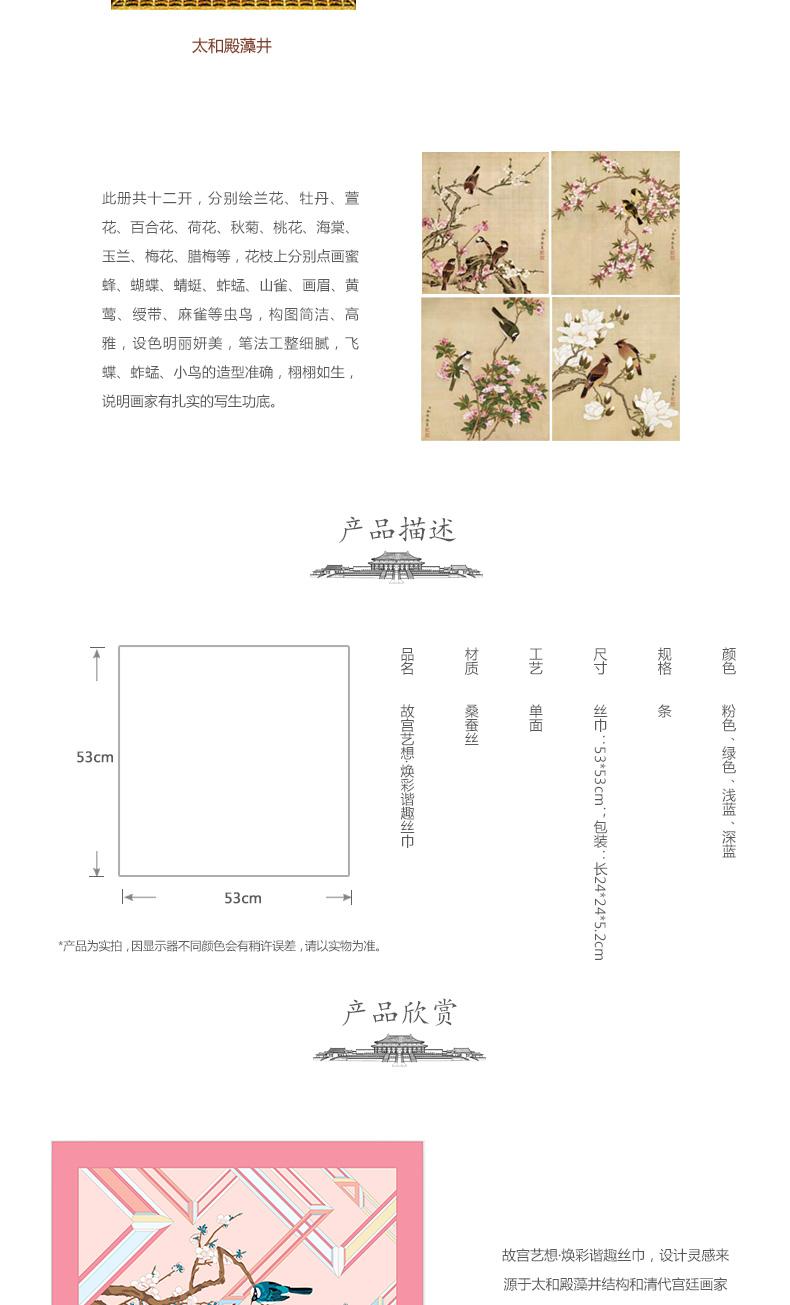 太和殿藻井
此册共十二开，分别绘兰花、牡丹、萱
花、百合花、荷花、秋菊、桃花、海棠、
玉兰、梅花、腊梅等，花枝上分别点画蜜
蜂、蝴蝶、蜻蜓、蚱蜢、山雀、画眉、黄
莺、绶带、麻雀等虫鸟，构图简洁、高
雅，设色明丽妍美，笔法工整细腻，飞
蝶、蚱蜢、小鸟的造型准确，栩栩如生，
说明画家有扎实的写生功底。
产品描述
品名 故宫艺想·焕彩谐趣丝巾
材质 桑蚕丝
工艺 单面
尺寸 丝巾：53*53cm；包装：长24*24*5.2cm
规格 条
颜色 粉色、绿色、浅蓝、深蓝
53cm
53cm
*产品为实拍，因显示器不同颜色会有稍许误差，请以实物为准。
产品欣赏
故宫艺想·焕彩谐趣丝巾，设计灵感来
源于太和殿藻井结构和清代宫廷画家